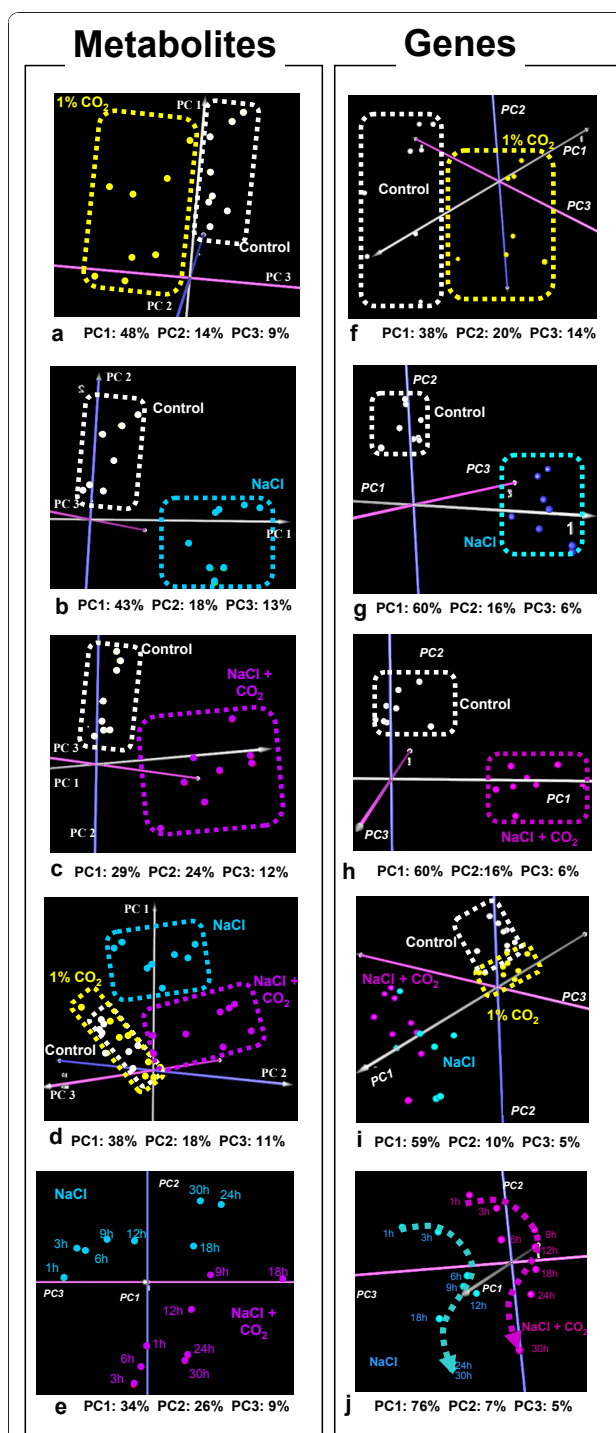 Metabolites
Genes
1% CO₂
PC 1
Control
PC 3
PC 2
a PC1: 48% PC2: 14% PC3: 9%
PC2
1% CO₂
PC1
Control
PC3
f PC1: 38% PC2: 20% PC3: 14%
PC 2
Control
NaCl
PC 3
PC 1
b PC1: 43% PC2: 18% PC3: 13%
PC2
Control
PC3
PC1
1
NaCl
g PC1: 60% PC2: 16% PC3: 6%
Control
NaCl +
CO₂
PC 3
PC 1
PC 2
c PC1: 29% PC2: 24% PC3: 12%
PC2
Control
PC1
PC3
NaCl + CO₂
h PC1: 60% PC2:16% PC3: 6%
PC 1
NaCl
1% CO₂
NaCl +
CO₂
Control
PC 2
PC 3
d PC1: 38% PC2: 18% PC3: 11%
Control
NaCl + CO₂
PC3
1% CO₂
PC1
NaCl
PC2
i PC1: 59% PC2: 10% PC3: 5%
NaCl
PC2
30h
24h
9h
12h
3h
6h
18h
1h
9h
18h
PC3
PC1
12h
NaCl +
CO₂
1h
24h
6h
30h
3h
e PC1: 34% PC2: 26% PC3: 9%
PC2
1h
3h
1h
3h
9h
6h
12h
18h
6h
PC1
PC3
9h
12h
24h
18h
NaCl + CO₂
30h
NaCl
24h
30h
j PC1: 76% PC2: 7% PC3: 5%